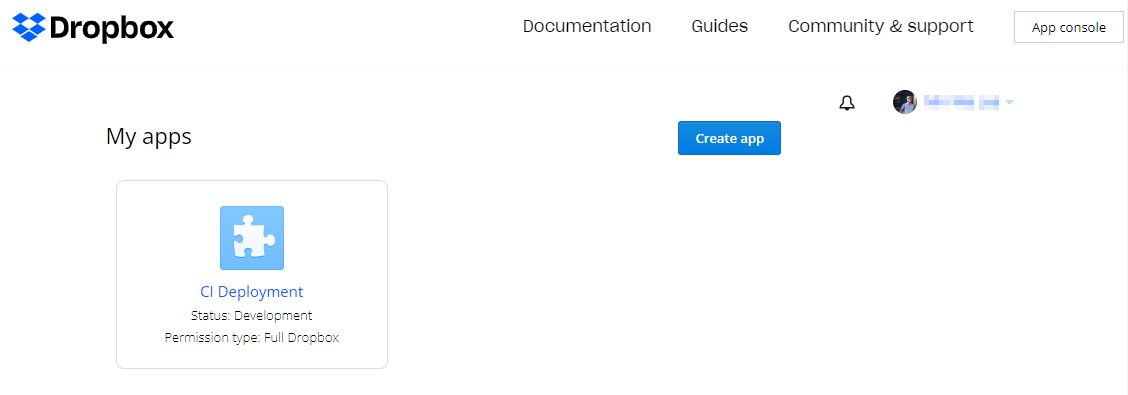 Dropbox
Documentation
Guides
Community & support
App console
My apps
Create app
CI Deployment
Status: Development
Permission type: Full Dropbox